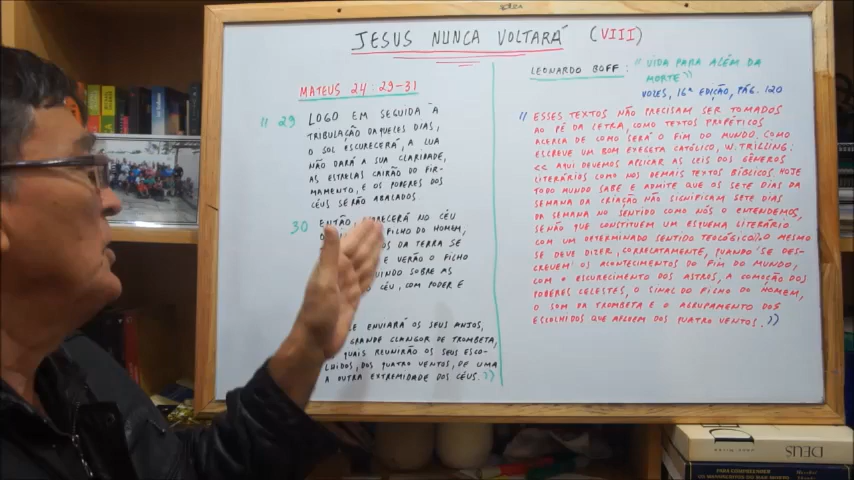 JESUS NUNCA VOLTARÁ (VIII)
MATEUS 24:29-31
" 29 LOGO EM SEGUIDA À
TRIBULAÇÃO DAQUELES DIAS,
O SOL ESCURECERÁ, A LUA
NÃO DARÁ A SUA CLARIDADE,
AS ESTRELAS CAIRÃO DO FIR-
MAMENTO, E OS PODERES DOS
CÉUS SERÃO ABALADOS.
30 ENTÃO, NO CÉU
FILHO DO HOMEM,
DA TERRA SE
E VERÃO O FILHO
SOBRE AS
CÉU, COM PODER E
ENVIARÁ OS SEUS ANJOS,
GRANDE CLANGOR DE TROMBETA,
QUAIS REUNIRÃO OS SEUS ESCO-
LHIDOS, DOS QUATRO VENTOS, DE UMA
A OUTRA EXTREMIDADE DOS CÉUS. "
LEONARDO BOFF: "VIDA PARA ALÉM DA
MORTE"
VOZES, 16ª EDIÇÃO, PÁG. 120
" ESSES TEXTOS NÃO PRECISAM SER TOMADOS
AO PÉ DA LETRA, COMO TEXTOS PROFÉTICOS
ACERCA DE COMO SERÁ O FIM DO MUNDO. COMO
ESCREVE UM BOM EXEGETA CATÓLICO, W. TRILLING:
<< AQUI DEVEMOS APLICAR AS LEIS DOS GÊNEROS
LITERÁRIOS COMO NOS DEMAIS TEXTOS BÍBLICOS. HOJE
TODO MUNDO SABE E ADMITE QUE OS SETE DIAS DA
SEMANA DA CRIAÇÃO NÃO SIGNIFICAM SETE DIAS
DA SEMANA NO SENTIDO COMO NÓS O ENTENDEMOS,
SENÃO QUE CONSTITUEM UM ESQUEMA LITERÁRIO
COM UM DETERMINADO SENTIDO TEOLÓGICO; O MESMO
SE DEVE DIZER, CORRETAMENTE, QUANDO SE DES-
CREVEM OS ACONTECIMENTOS DO FIM DO MUNDO,
COM O ESCURECIMENTO DOS ASTROS, A COMOÇÃO DOS
PODERES CELESTES, O SINAL DO FILHO DO HOMEM,
O SOM DA TROMBETA E O AGRUPAMENTO DOS
ESCOLHIDOS QUE AFLUEM DOS QUATRO VENTOS. "
DEUS